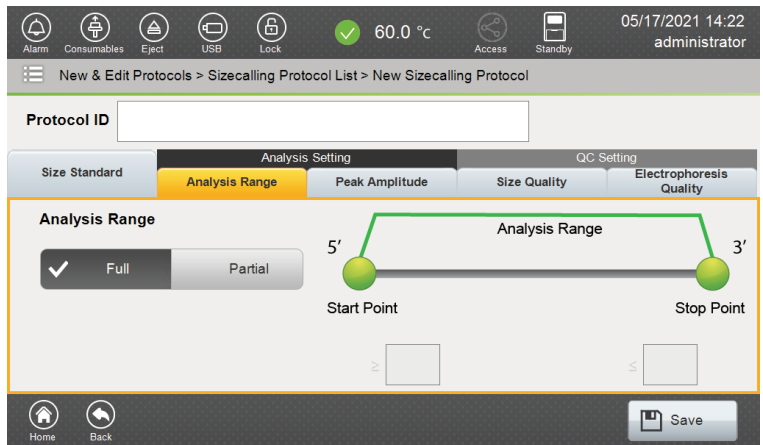 05/17/2021 14:22
60.0 °c
administrator
Alarm Consumables Eject USB Lock Access Standby
New & Edit Protocols > Sizecalling Protocol List > New Sizecalling Protocol
Protocol ID
Analysis Setting QC Setting
Size Standard Analysis Range Peak Amplitude Size Quality Electrophoresis Quality
Analysis Range
Full Partial
Analysis Range
5′ 3′
Start Point Stop Point
≥ ≤
Home Back Save